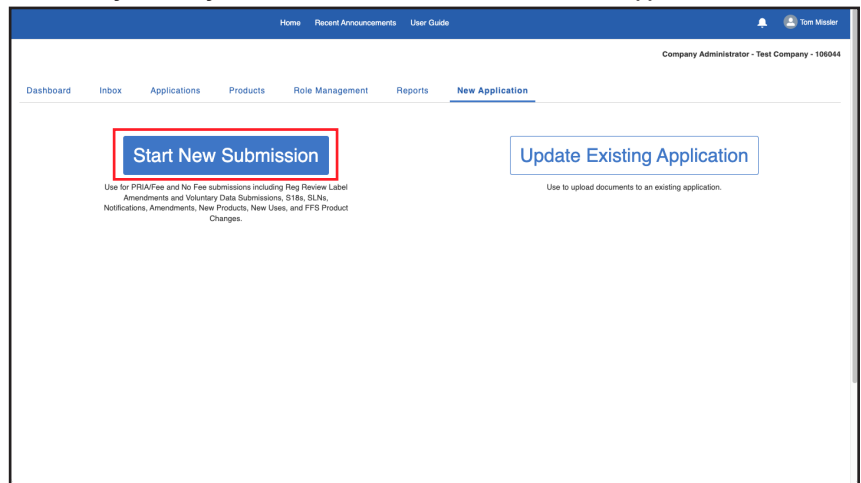 Home Recent Announcements User Guide Tom Missler
Company Administrator - Test Company - 106044
Dashboard Inbox Applications Products Role Management Reports New Application
Start New Submission
Use for PRIA/Fee and No Fee submissions including Reg Review Label
Amendments and Voluntary Data Submissions, S18s, SLNs,
Notifications, Amendments, New Products, New Uses, and FFS Product
Changes.
Update Existing Application
Use to upload documents to an existing application.